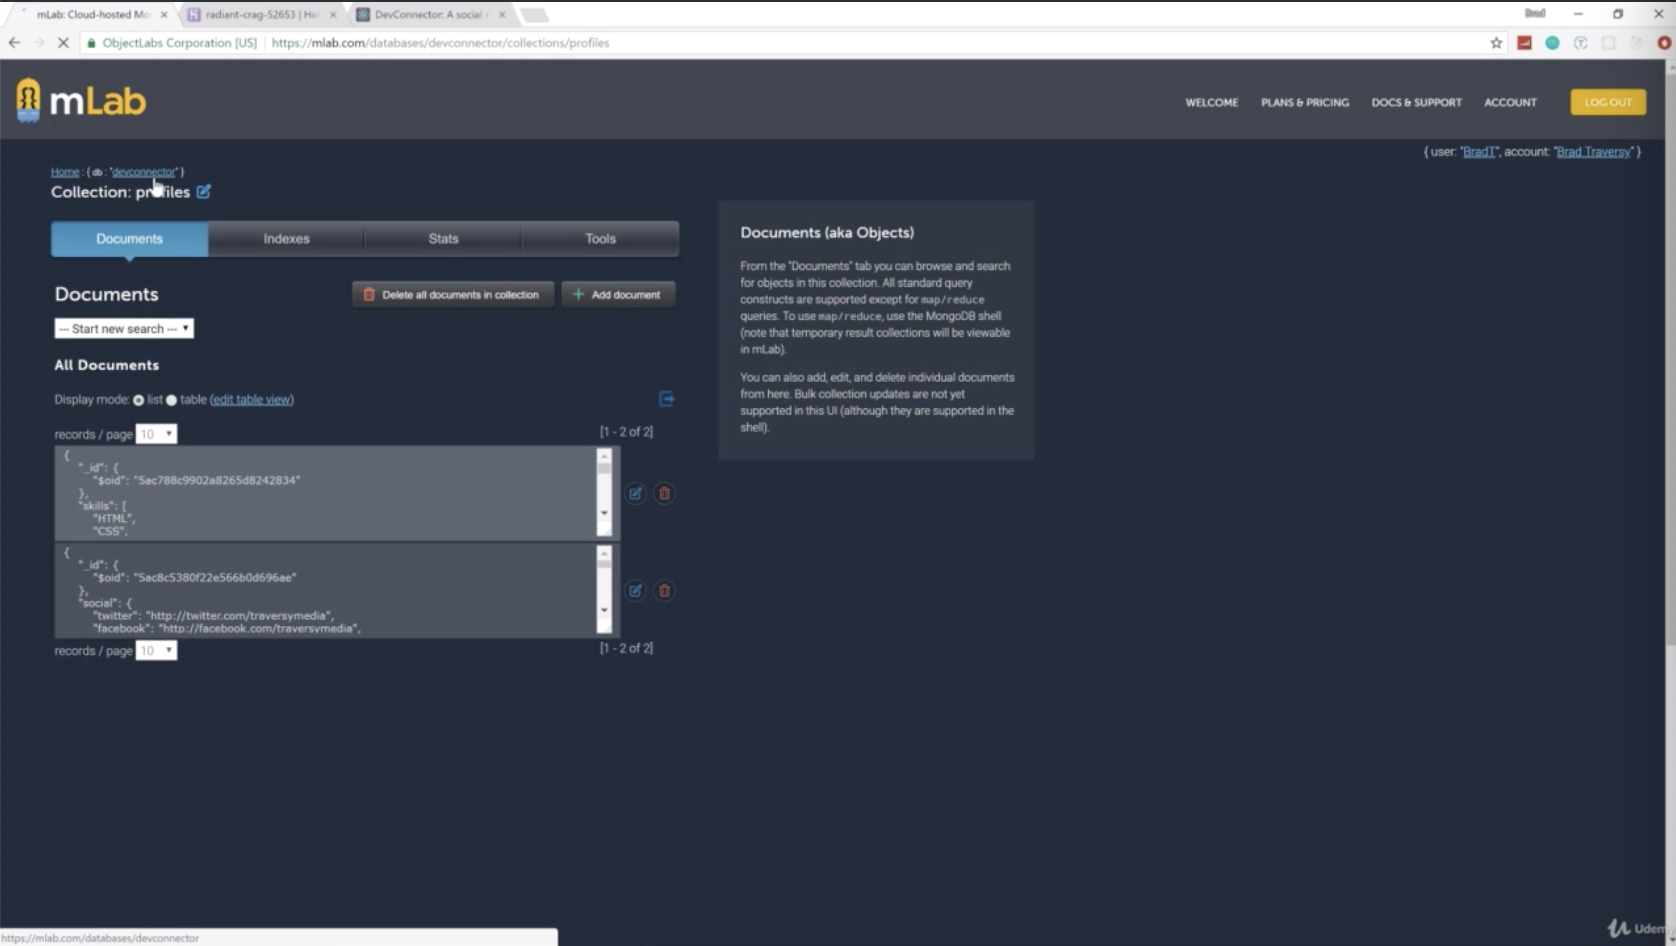 mLab: Cloud-hosted Mo
radiant-crag-52653 | He
DevConnector: A social
Brad
ObjectLabs Corporation [US]
https://mlab.com/databases/devconnector/collections/profiles
mLab
WELCOME
PLANS & PRICING
DOCS & SUPPORT
ACCOUNT
LOG OUT
{ user: "BradT", account: "Brad Traversy" }
Home : { db : "devconnector" }
Collection: profiles
Documents
Indexes
Stats
Tools
Documents
Delete all documents in collection
+ Add document
-- Start new search --
All Documents
Display mode: list table (edit table view)
records / page 10
[1 - 2 of 2]
{
"_id": {
"$oid": "5ac788c9902a8265d8242834"
},
"skills": [
"HTML",
"CSS",
{
"_id": {
"$oid": "5ac8c5380f22e566b0d696ae"
},
"social": {
"twitter": "http://twitter.com/traversymedia",
"facebook": "http://facebook.com/traversymedia",
records / page 10
[1 - 2 of 2]
Documents (aka Objects)
From the "Documents" tab you can browse and search
for objects in this collection. All standard query
constructs are supported except for map/reduce
queries. To use map/reduce, use the MongoDB shell
(note that temporary result collections will be viewable
in mLab).
You can also add, edit, and delete individual documents
from here. Bulk collection updates are not yet
supported in this UI (although they are supported in the
shell).
https://mlab.com/databases/devconnector
Udem